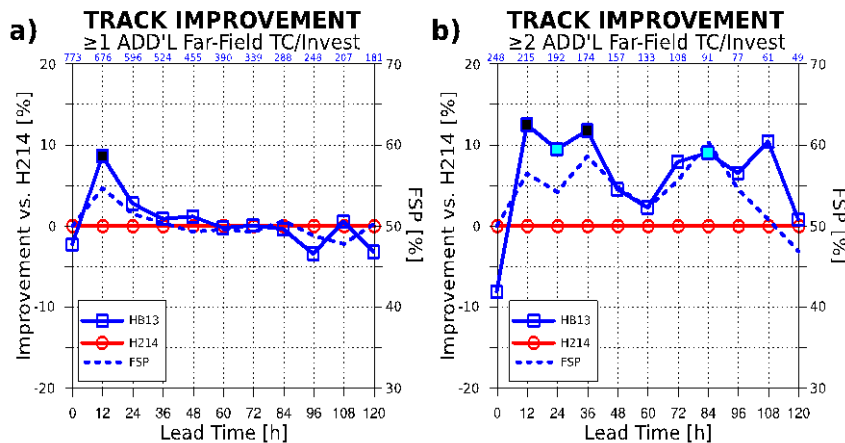 a)
TRACK IMPROVEMENT
≥1 ADD'L Far-Field TC/Invest
773 676 596 524 455 390 339 288 248 207 181
20
10
0
-10
-20
Improvement vs. H214 [%]
70
60
50
40
30
FSP [%]
HB13
H214
FSP
0 12 24 36 48 60 72 84 96 108 120
Lead Time [h]
b)
TRACK IMPROVEMENT
≥2 ADD'L Far-Field TC/Invest
248 215 192 174 157 133 108 91 77 61 49
20
10
0
-10
-20
Improvement vs. H214 [%]
70
60
50
40
30
FSP [%]
HB13
H214
FSP
0 12 24 36 48 60 72 84 96 108 120
Lead Time [h]